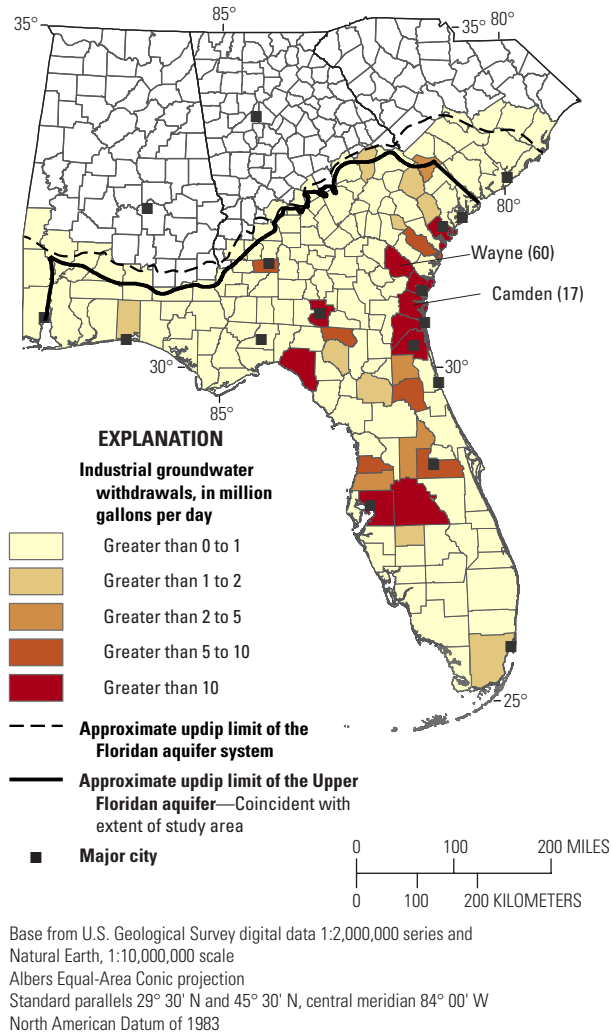 85°
35°
35° 80°
80°
Wayne (60)
Camden (17)
30°
30°
85°
25°
EXPLANATION
Industrial groundwater
withdrawals, in million
gallons per day
Greater than 0 to 1
Greater than 1 to 2
Greater than 2 to 5
Greater than 5 to 10
Greater than 10
Approximate updip limit of the
Floridan aquifer system
Approximate updip limit of the Upper
Floridan aquifer—Coincident with
extent of study area
Major city
0 100 200 MILES
0 100 200 KILOMETERS
Base from U.S. Geological Survey digital data 1:2,000,000 series and
Natural Earth, 1:10,000,000 scale
Albers Equal-Area Conic projection
Standard parallels 29° 30' N and 45° 30' N, central meridian 84° 00' W
North American Datum of 1983